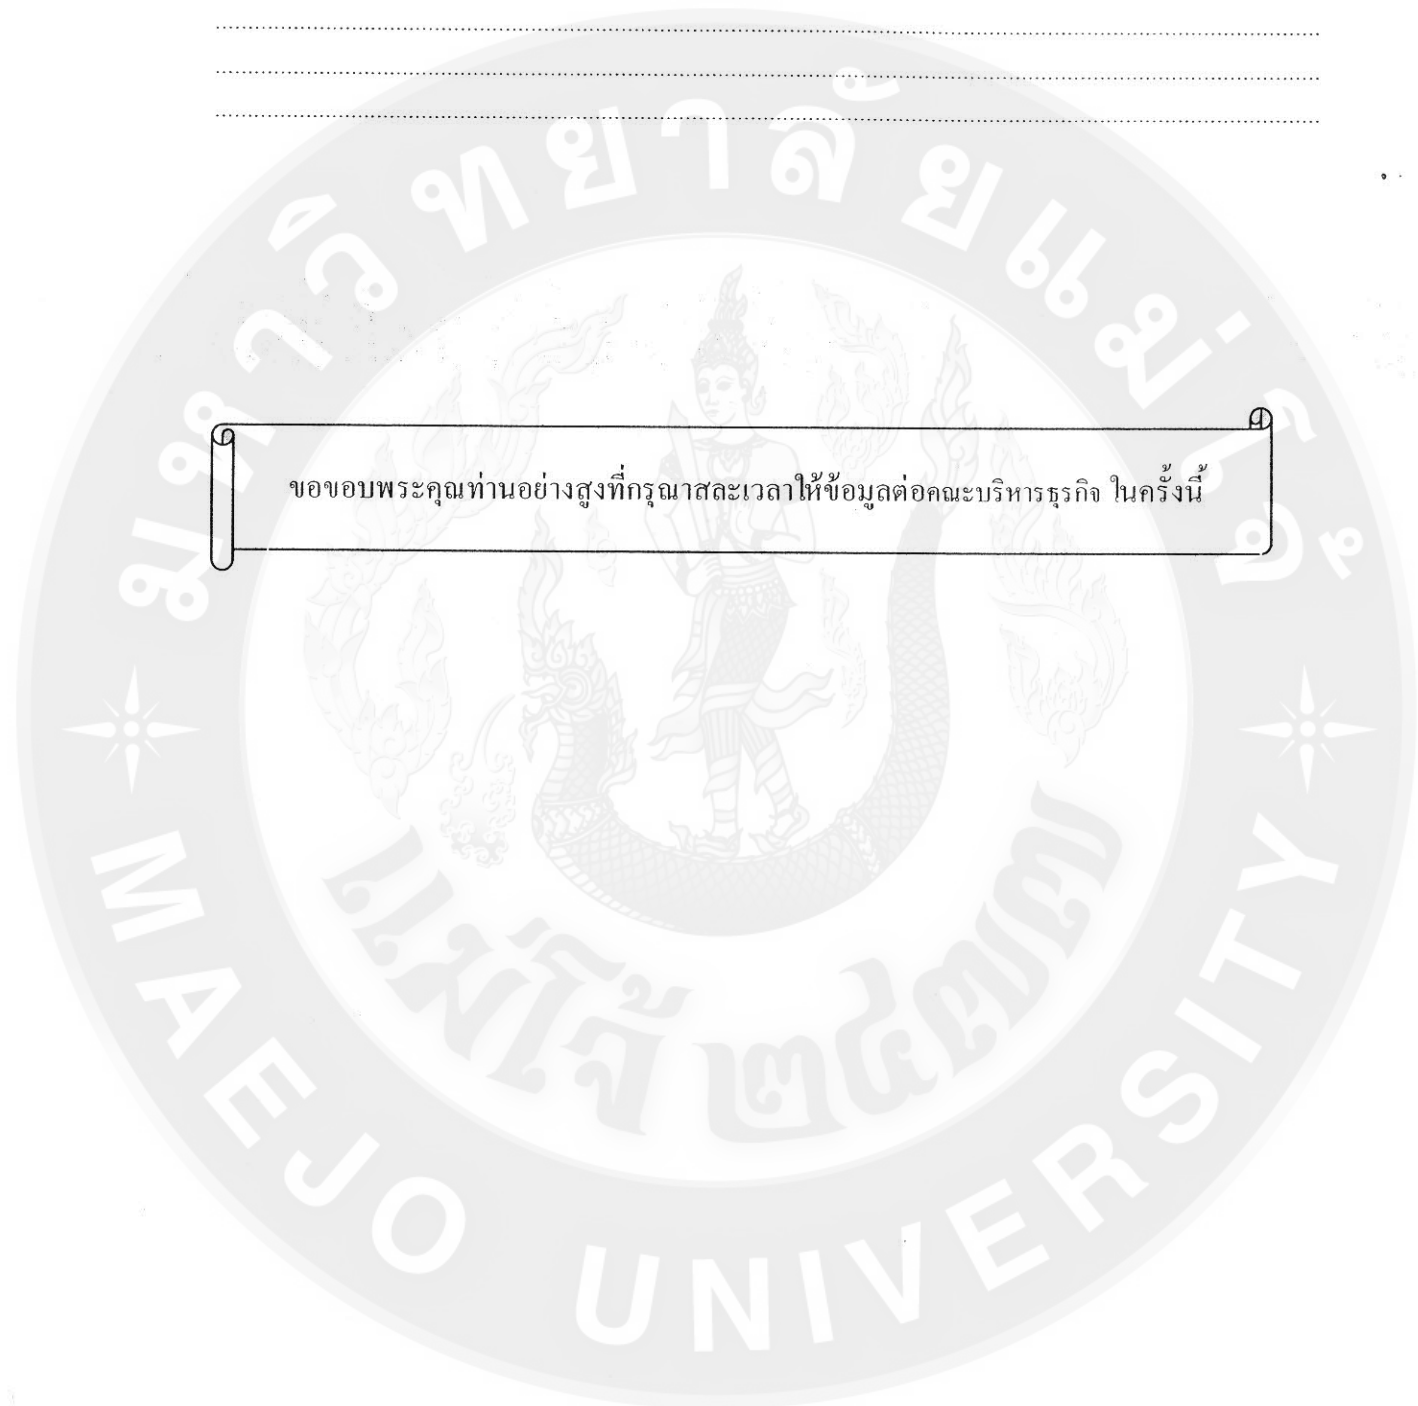 ขอขอบพระคุณท่านอย่างสูงที่กรุณาสละเวลาให้ข้อมูลต่อคณะบริหารธุรกิจ ในครั้งนี้
มหาวิทยาลัยแม่โจ้
แม่โจ้ ๒๔๗๗
MAEJO UNIVERSITY